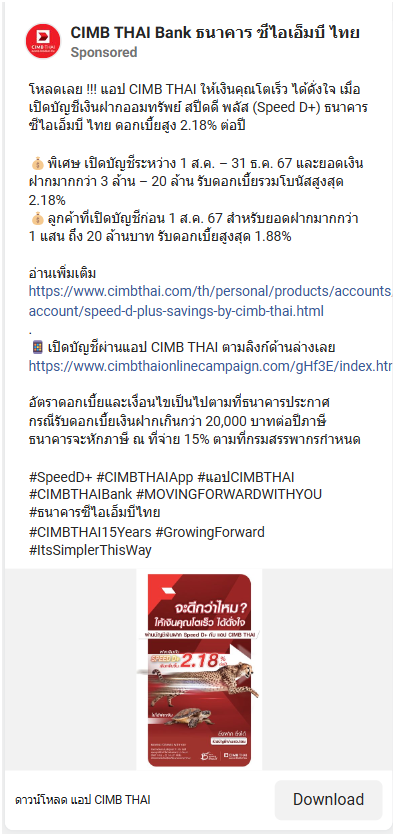 CIMB THAI Bank ธนาคาร ซีไอเอ็มบี ไทย
Sponsored
โหลดเลย !!! แอป CIMB THAI ให้เงินคุณโตเร็ว ได้ดั่งใจ เมื่อ
เปิดบัญชีเงินฝากออมทรัพย์ สปีดดี พลัส (Speed D+) ธนาคาร
ซีไอเอ็มบี ไทย ดอกเบี้ยสูง 2.18% ต่อปี
💰 พิเศษ เปิดบัญชีระหว่าง 1 ส.ค. – 31 ธ.ค. 67 และยอดเงิน
ฝากมากกว่า 3 ล้าน – 20 ล้าน รับดอกเบี้ยรวมโบนัสสูงสุด
2.18%
💰 ลูกค้าที่เปิดบัญชีก่อน 1 ส.ค. 67 สำหรับยอดฝากมากกว่า
1 แสน ถึง 20 ล้านบาท รับดอกเบี้ยสูงสุด 1.88%
อ่านเพิ่มเติม
https://www.cimbthai.com/th/personal/products/accounts,
account/speed-d-plus-savings-by-cimb-thai.html
.
📱 เปิดบัญชีผ่านแอป CIMB THAI ตามลิงก์ด้านล่างเลย
https://www.cimbthaionlinecampaign.com/gHf3E/index.htm
อัตราดอกเบี้ยและเงื่อนไขเป็นไปตามที่ธนาคารประกาศ
กรณีรับดอกเบี้ยเงินฝากเกินกว่า 20,000 บาทต่อปีภาษี
ธนาคารจะหักภาษี ณ ที่จ่าย 15% ตามที่กรมสรรพากรกำหนด
#SpeedD+ #CIMBTHAIApp #แอปCIMBTHAI
#CIMBTHAIBank #MOVINGFORWARDWITHYOU
#ธนาคารซีไอเอ็มบีไทย
#CIMBTHAI15Years #GrowingForward
#ItsSimplerThisWay
จะดีกว่าไหม?
ให้เงินคุณโตเร็ว ได้ดั่งใจ
ผ่านบัญชีเงินฝาก Speed D+ กับ แอป CIMB THAI
SPEED D+
2.18%
CIMB THAI
ดาวน์โหลด แอป CIMB THAI
Download